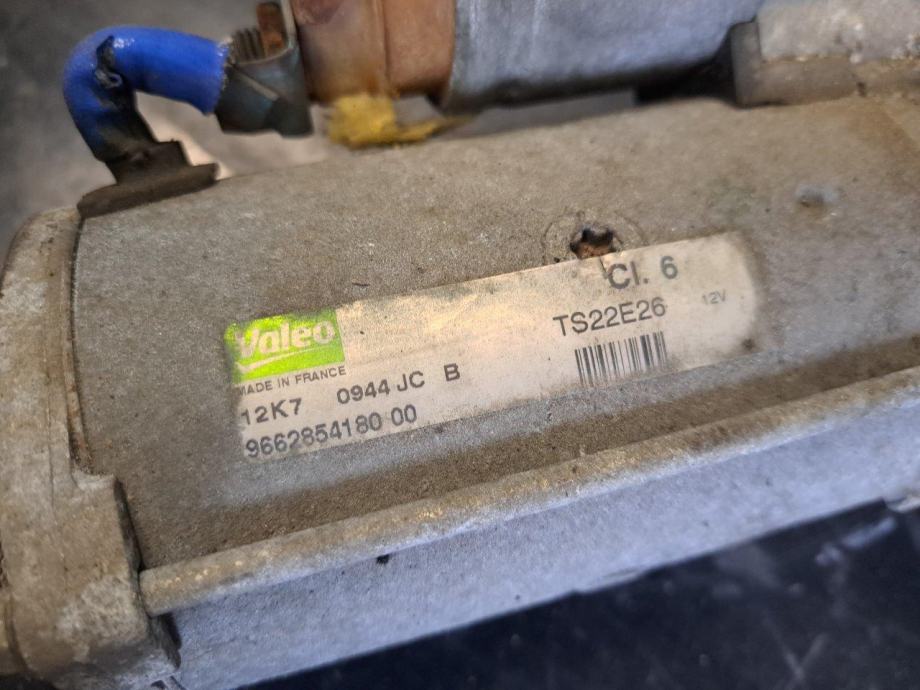 Cl. 6
Valeo
TS22E26 12V
MADE IN FRANCE
12K7 0944 JC B
9662854180 00